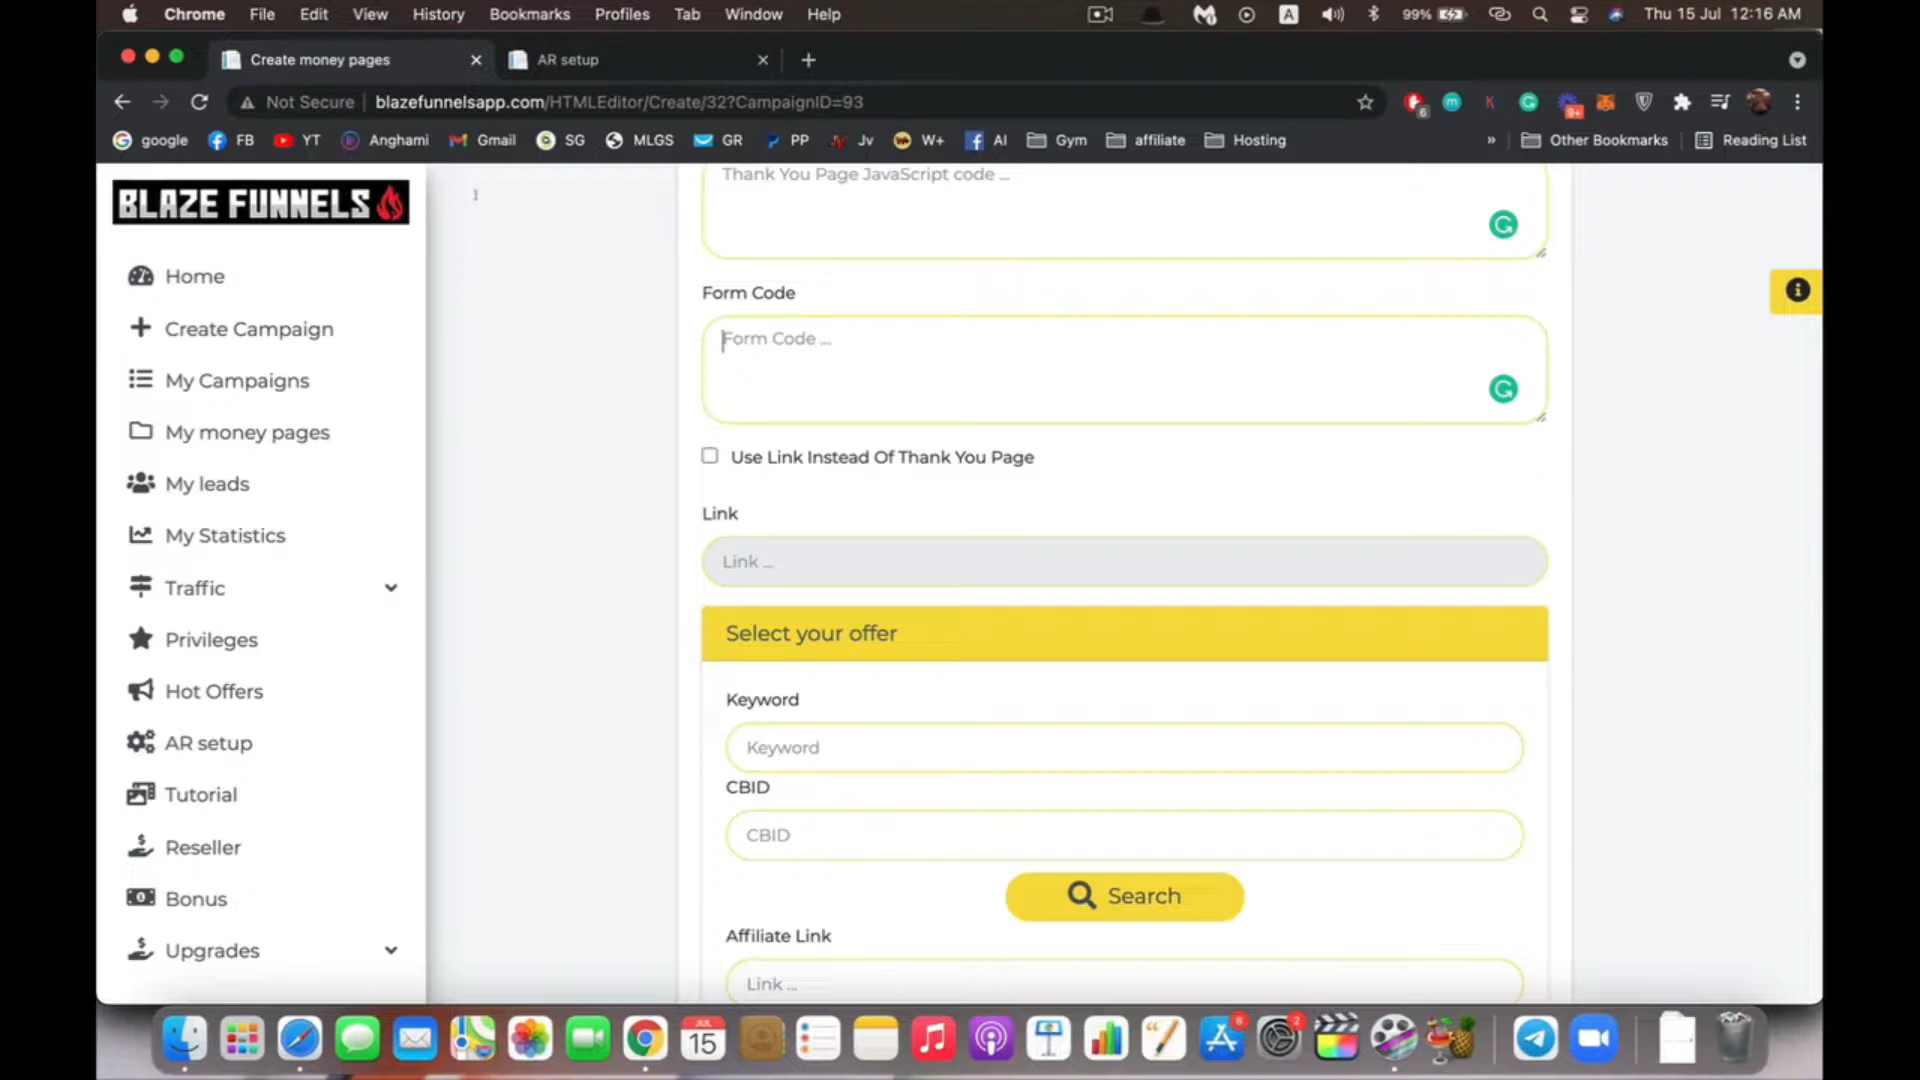 Chrome File Edit View History Bookmarks Profiles Tab Window Help A 99% Thu 15 Jul 12:16 AM
Create money pages AR setup
Not Secure blazefunnelsapp.com/HTMLEditor/Create/32?CampaignID=93
google FB YT Anghami Gmail SG MLGS GR PP Jv W+ AI Gym affiliate Hosting » Other Bookmarks Reading List
BLAZE FUNNELS
Home
Create Campaign
My Campaigns
My money pages
My leads
My Statistics
Traffic
Privileges
Hot Offers
AR setup
Tutorial
Reseller
Bonus
Upgrades
1
Thank You Page JavaScript code ...
Form Code
Form Code ...
Use Link Instead Of Thank You Page
Link
Link ...
Select your offer
Keyword
Keyword
CBID
CBID
Search
Affiliate Link
Link ...
JUL
15
8
2